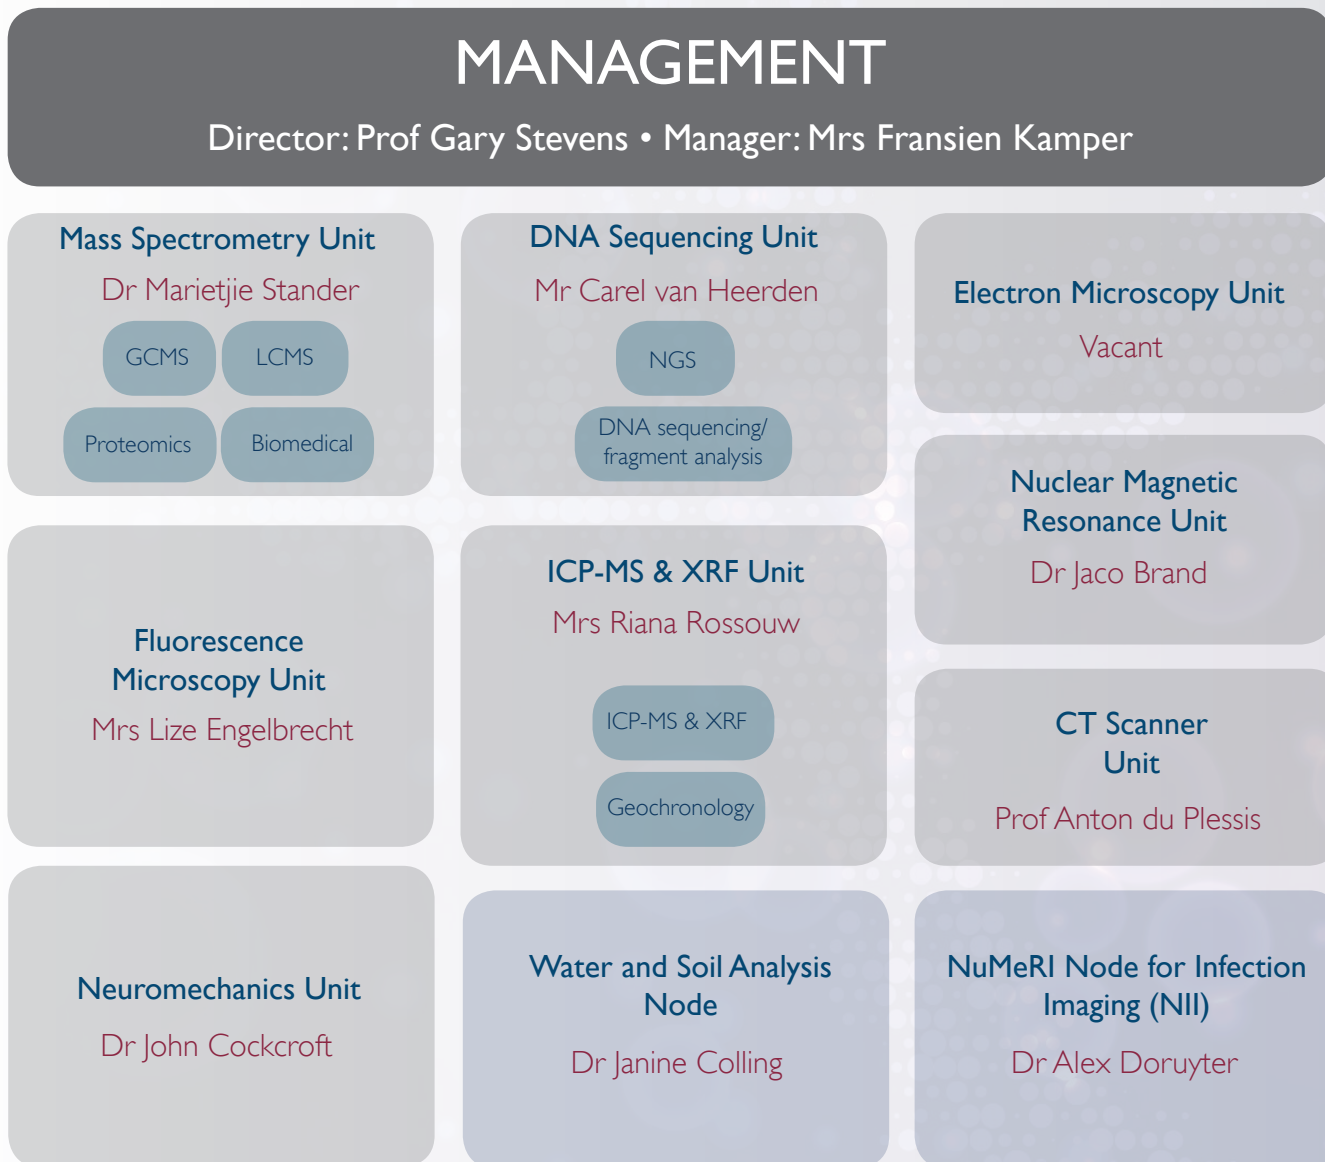 MANAGEMENT
Director: Prof Gary Stevens • Manager: Mrs Fransien Kamper
Mass Spectrometry Unit
Dr Marietjie Stander
GCMS
LCMS
Proteomics
Biomedical
DNA Sequencing Unit
Mr Carel van Heerden
NGS
DNA sequencing/
fragment analysis
Electron Microscopy Unit
Vacant
Nuclear Magnetic
Resonance Unit
Dr Jaco Brand
Fluorescence
Microscopy Unit
Mrs Lize Engelbrecht
ICP-MS & XRF Unit
Mrs Riana Rossouw
ICP-MS & XRF
Geochronology
CT Scanner
Unit
Prof Anton du Plessis
Neuromechanics Unit
Dr John Cockcroft
Water and Soil Analysis
Node
Dr Janine Colling
NuMeRI Node for Infection
Imaging (NII)
Dr Alex Doruyter